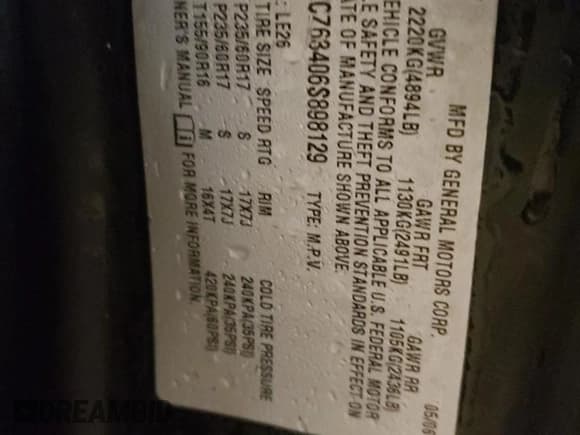 MFD BY GENERAL MOTORS CORP 05/06
GVWR GAWR FRT GAWR RR
2220KG(4894LB) 1130KG(2491LB) 1105KG(2436LB)
EHICLE CONFORMS TO ALL APPLICABLE U.S. FEDERAL MOTOR
LE SAFETY AND THEFT PREVENTION STANDARDS IN EFFECT ON
ATE OF MANUFACTURE SHOWN ABOVE.
C763406S898129 TYPE: M.P.V.
: LE26
TIRE SIZE SPEED RTG RIM COLD TIRE PRESSURE
P235/60R17 S 17X7J 240KPA(35PSI)
P235/60R17 S 17X7J 240KPA(35PSI)
T155/90R16 M 16X4T 420KPA(60PSI)
NER'S MANUAL FOR MORE INFORMATION.
DREAMBID